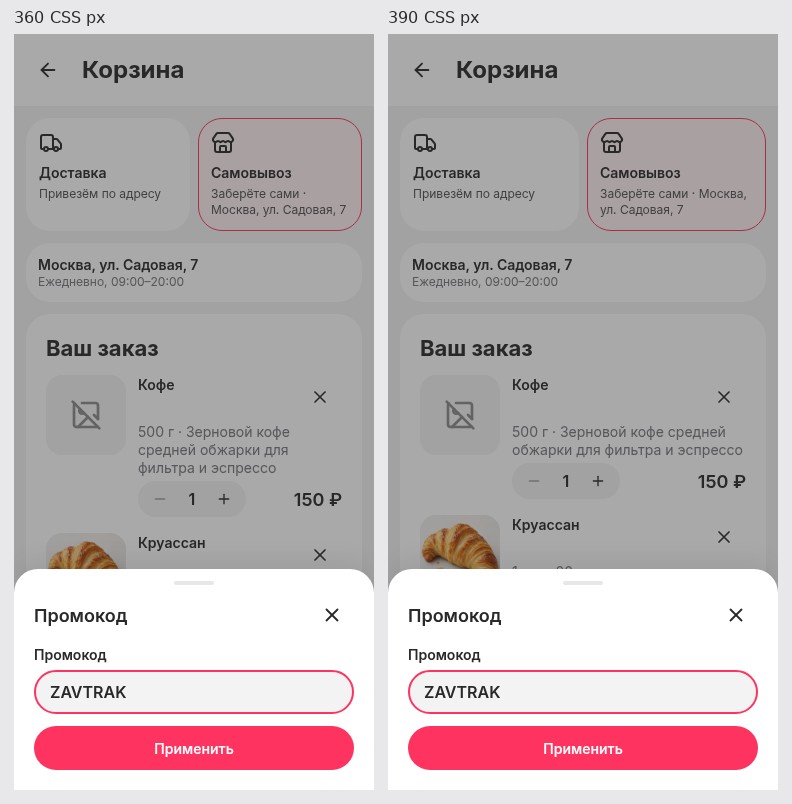 360 CSS px
Корзина
Доставка
Привезём по адресу
Самовывоз
Заберёте сами ·
Москва, ул. Садовая, 7
Москва, ул. Садовая, 7
Ежедневно, 09:00–20:00
Ваш заказ
Кофе
500 г · Зерновой кофе
средней обжарки для
фильтра и эспрессо
1
150 ₽
Круассан
Промокод
Промокод
ZAVTRAK
Применить
390 CSS px
Корзина
Доставка
Привезём по адресу
Самовывоз
Заберёте сами · Москва,
ул. Садовая, 7
Москва, ул. Садовая, 7
Ежедневно, 09:00–20:00
Ваш заказ
Кофе
500 г · Зерновой кофе средней
обжарки для фильтра и эспрессо
1
150 ₽
Круассан
Промокод
Промокод
ZAVTRAK
Применить